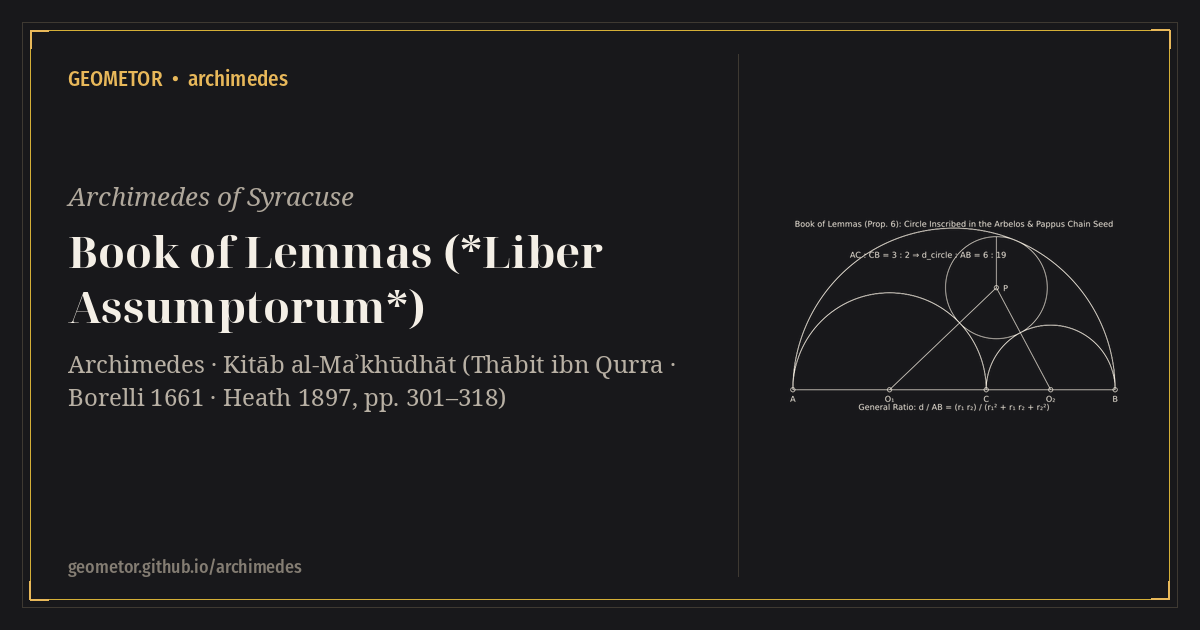 GEOMETOR • archimedes
Archimedes of Syracuse
Book of Lemmas (*Liber
Assumptorum*)
Archimedes · Kitāb al-Maʾkhūdhāt (Thābit ibn Qurra ·
Borelli 1661 · Heath 1897, pp. 301–318)
geometor.github.io/archimedes
Book of Lemmas (Prop. 6): Circle Inscribed in the Arbelos & Pappus Chain Seed
AC : CB = 3 : 2 ⇒ d_circle : AB = 6 : 19
P
A O₁ C O₂ B
General Ratio: d / AB = (r₁ r₂) / (r₁² + r₁ r₂ + r₂²)